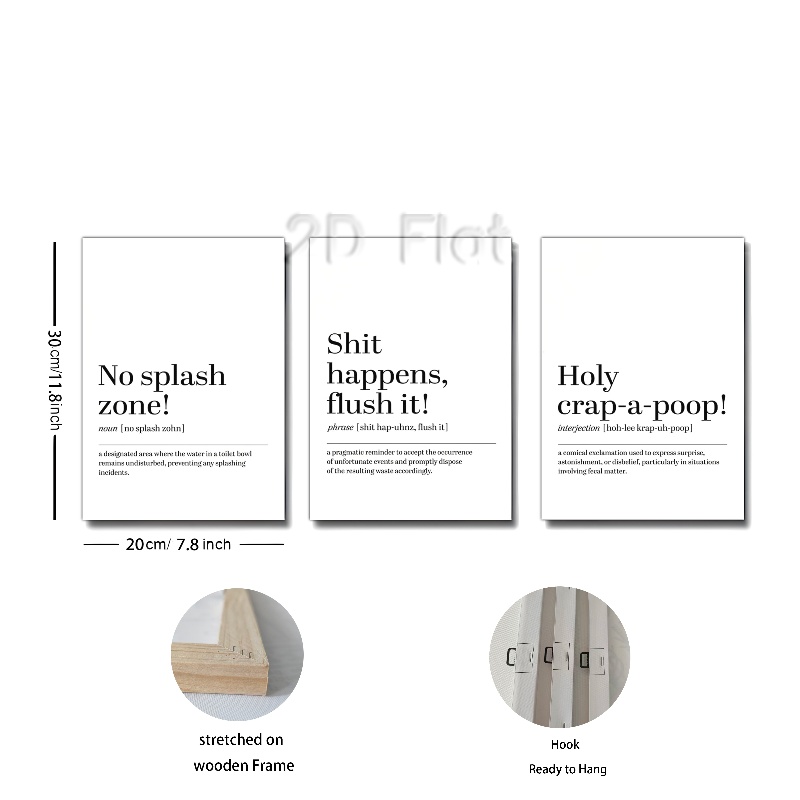 2D Flat
30cm/11.8inch
No splash
zone!
noun [no splash zohn]
a designated area where the water in a toilet bowl
remains undisturbed, preventing any splashing
incidents.
Shit
happens,
flush it!
phrase [shit hap-uhnz, flush it]
a pragmatic reminder to accept the occurrence
of unfortunate events and promptly dispose
of the resulting waste accordingly.
Holy
crap-a-poop!
interjection [hoh-lee krap-uh-poop]
a comical exclamation used to express surprise,
astonishment, or disbelief, particularly in situations
involving fecal matter.
20cm/ 7.8 inch
stretched on
wooden Frame
Hook
Ready to Hang